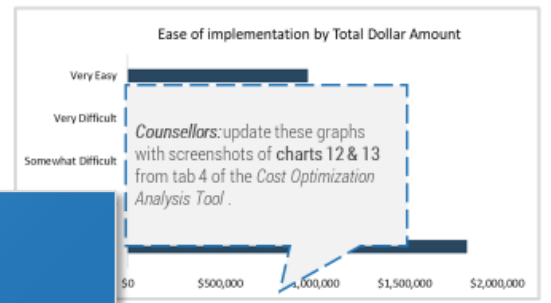 Ease of implementation by Total Dollar Amount
Very Easy
Very Difficult
Somewhat Difficult
Counsellors: update these graphs
with screenshots of charts 12 & 13
from tab 4 of the Cost Optimization
Analysis Tool .
$0 $500,000 1,000,000 $1,500,000 $2,000,000